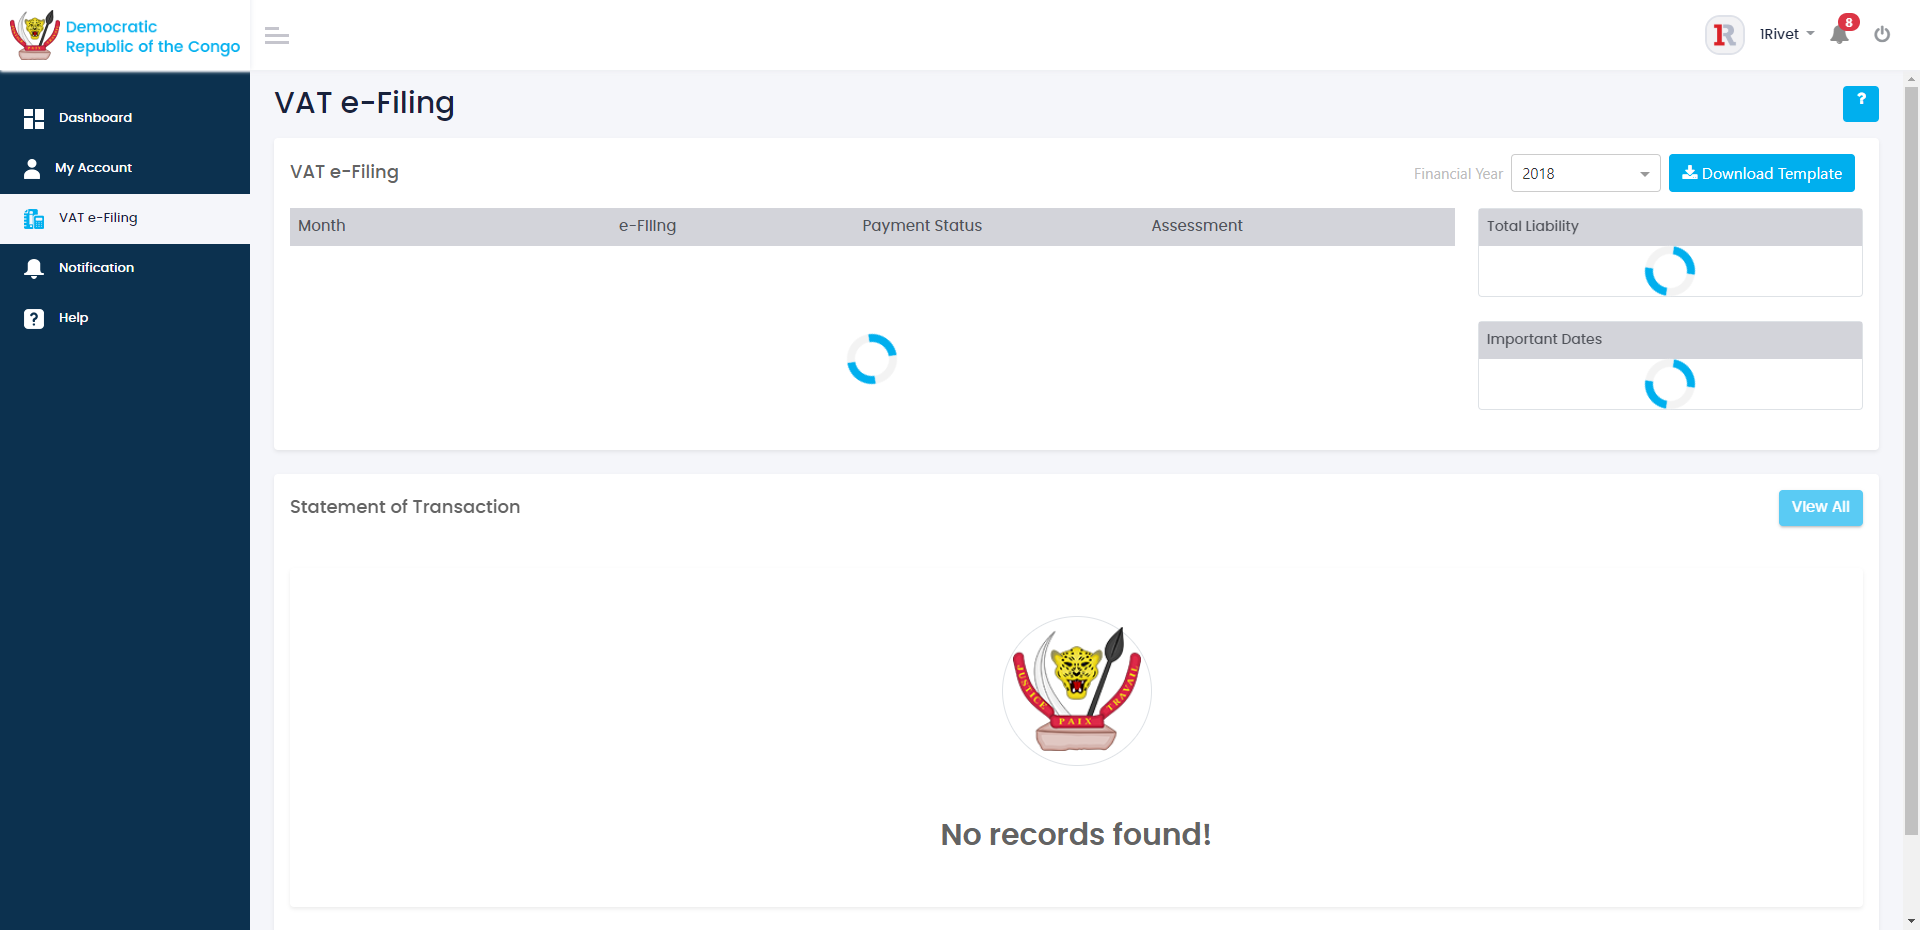 Democratic
Republic of the Congo
1Rivet
8
Dashboard
My Account
VAT e-Filing
Notification
Help
VAT e-Filing
?
VAT e-Filing
Financial Year
2018
Download Template
Month
e-Filing
Payment Status
Assessment
Total Liability
Important Dates
Statement of Transaction
View All
JUSTICE
PAIX
TRAVAIL
No records found!